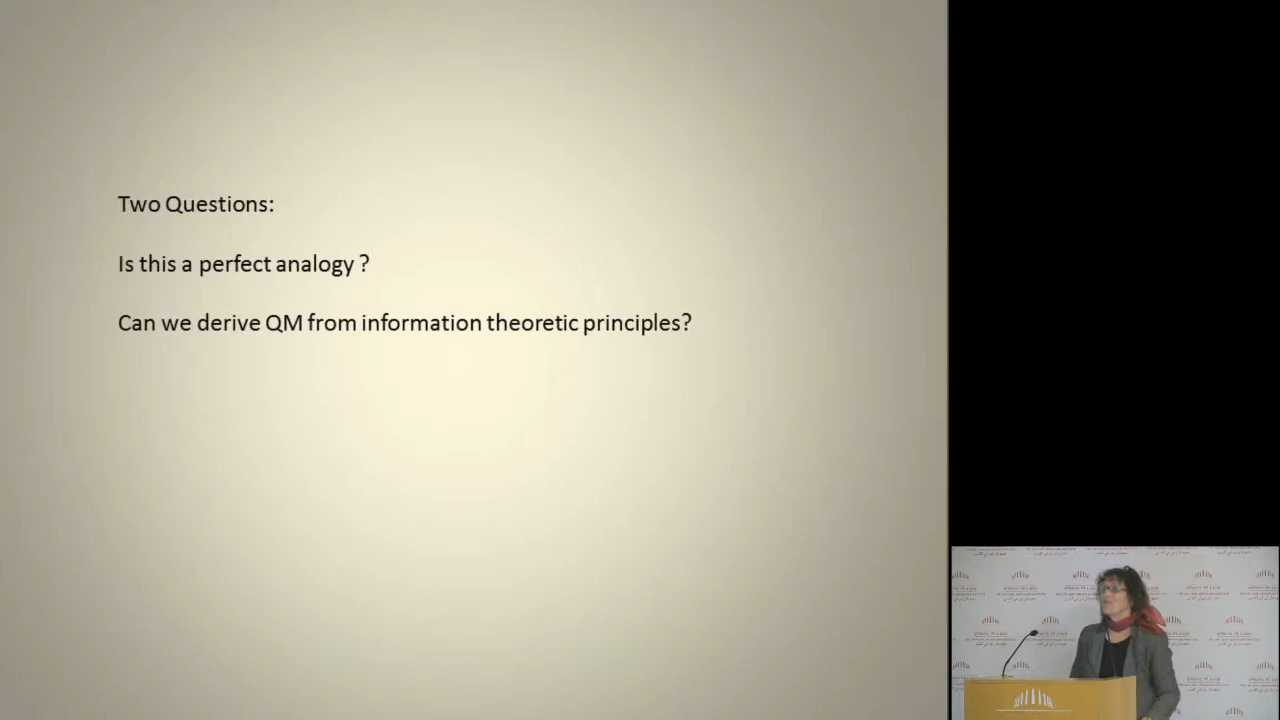 Two Questions:
Is this a perfect analogy ?
Can we derive QM from information theoretic principles?